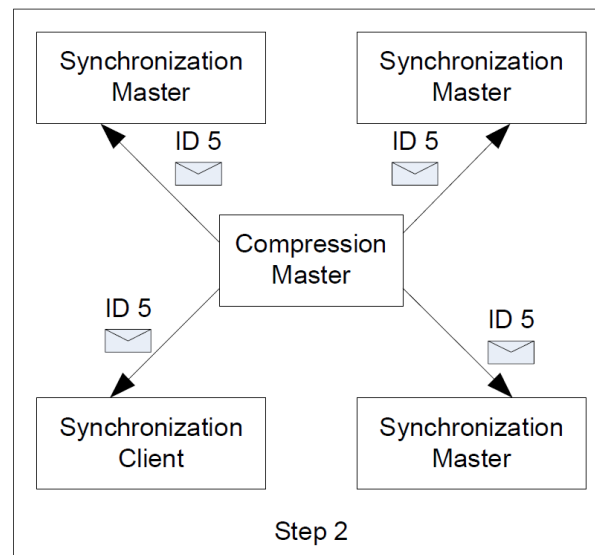 Synchronization
Master
Synchronization
Master
ID 5
ID 5
Compression
Master
ID 5
ID 5
Synchronization
Client
Synchronization
Master
Step 2